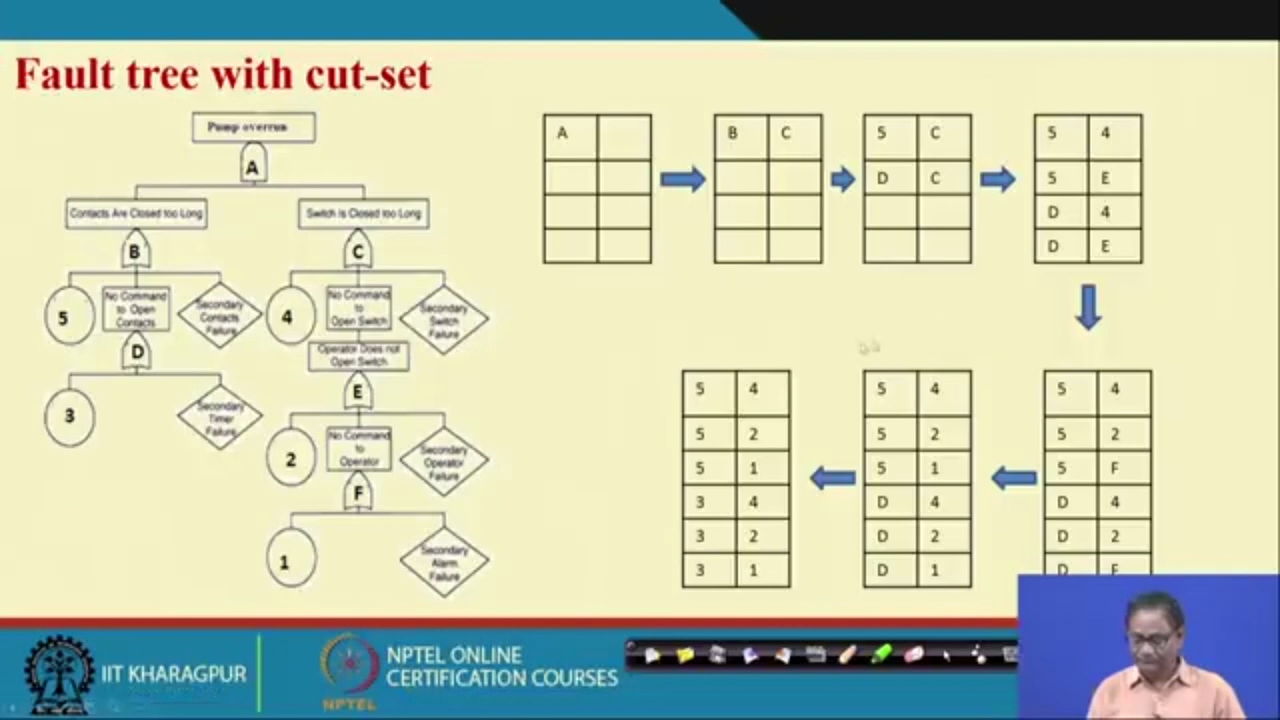 Fault tree with cut-set
Pump overrun
A
Contacts Are Closed too Long
Switch Is Closed too Long
B
C
5
No Command
to Open
Contacts
Secondary
Contacts
Failure
4
No Command
to
Open Switch
Secondary
Switch
Failure
D
Operator Does not
Open Switch
3
Secondary
Timer
Failure
E
2
No Command
to
Operator
Secondary
Operator
Failure
F
1
Secondary
Alarm
Failure
A
B C
5 C
D C
5 4
5 E
D 4
D E
5 4
5 2
5 F
D 4
D 2
D F
5 4
5 2
5 1
D 4
D 2
D 1
5 4
5 2
5 1
3 4
3 2
3 1
IIT KHARAGPUR
NPTEL
NPTEL ONLINE
CERTIFICATION COURSES